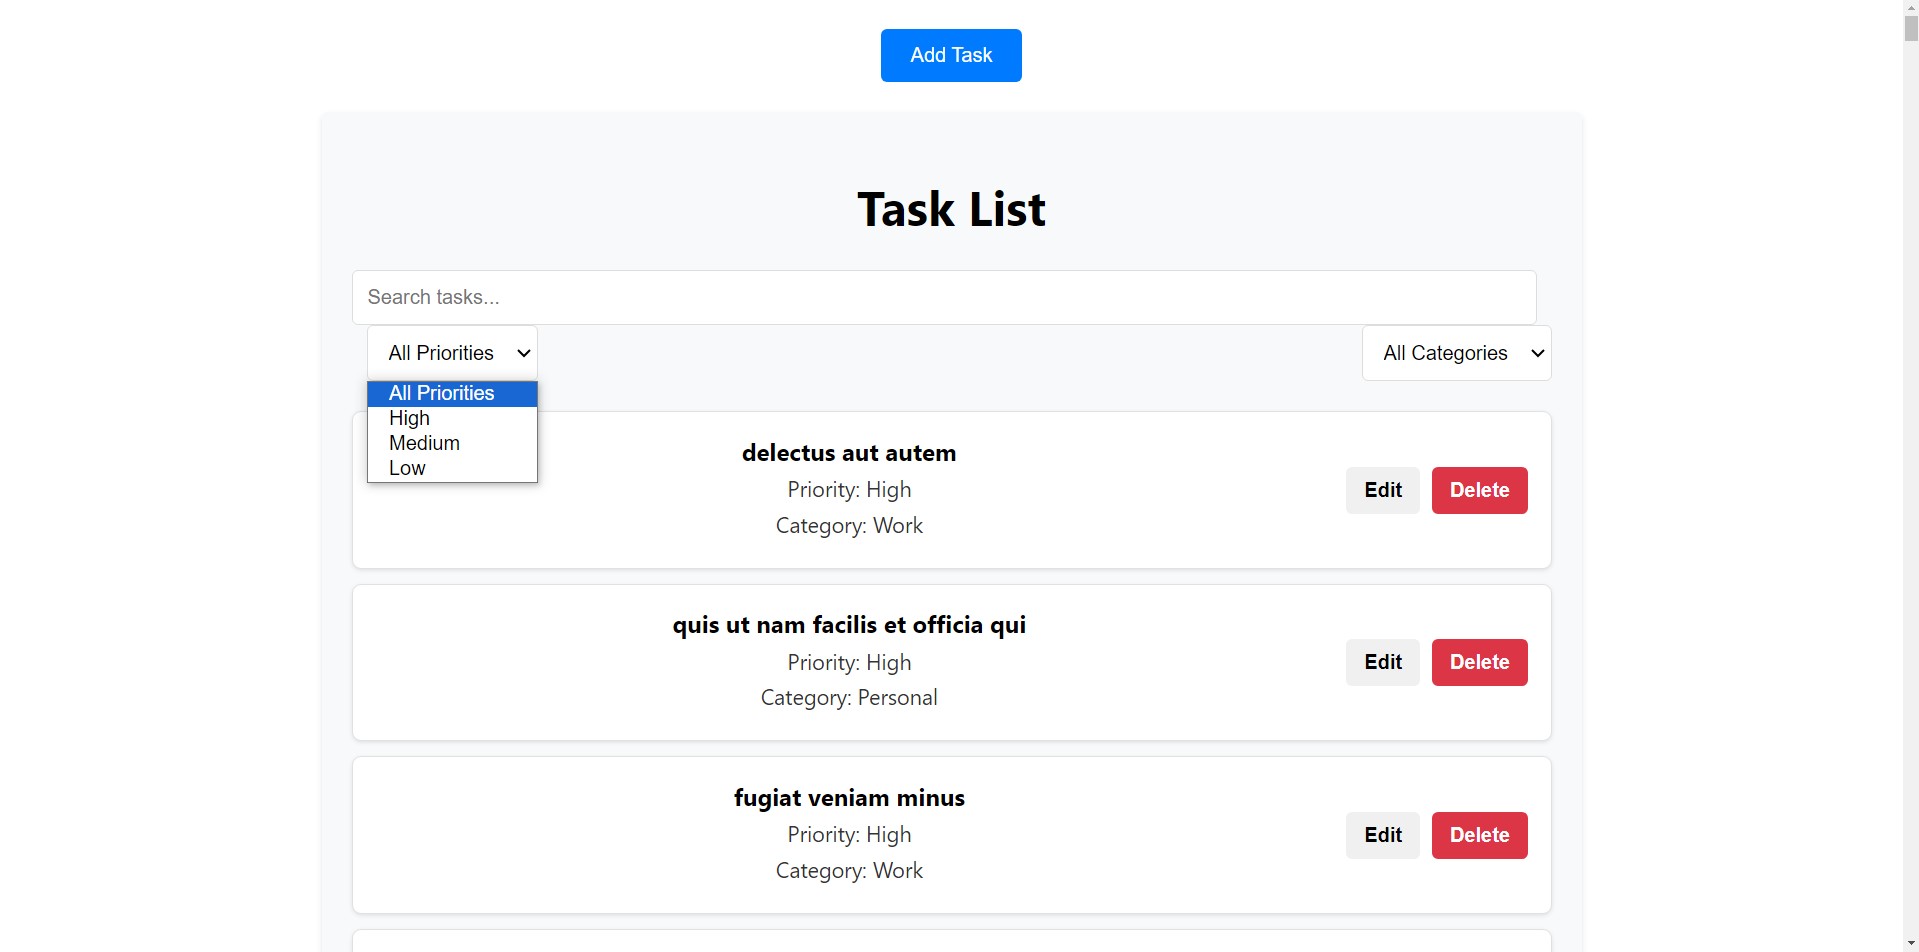 Add Task
Task List
Search tasks...
All Priorities
All Categories
All Priorities
High
Medium
Low
delectus aut autem
Priority: High
Category: Work
Edit
Delete
quis ut nam facilis et officia qui
Priority: High
Category: Personal
Edit
Delete
fugiat veniam minus
Priority: High
Category: Work
Edit
Delete